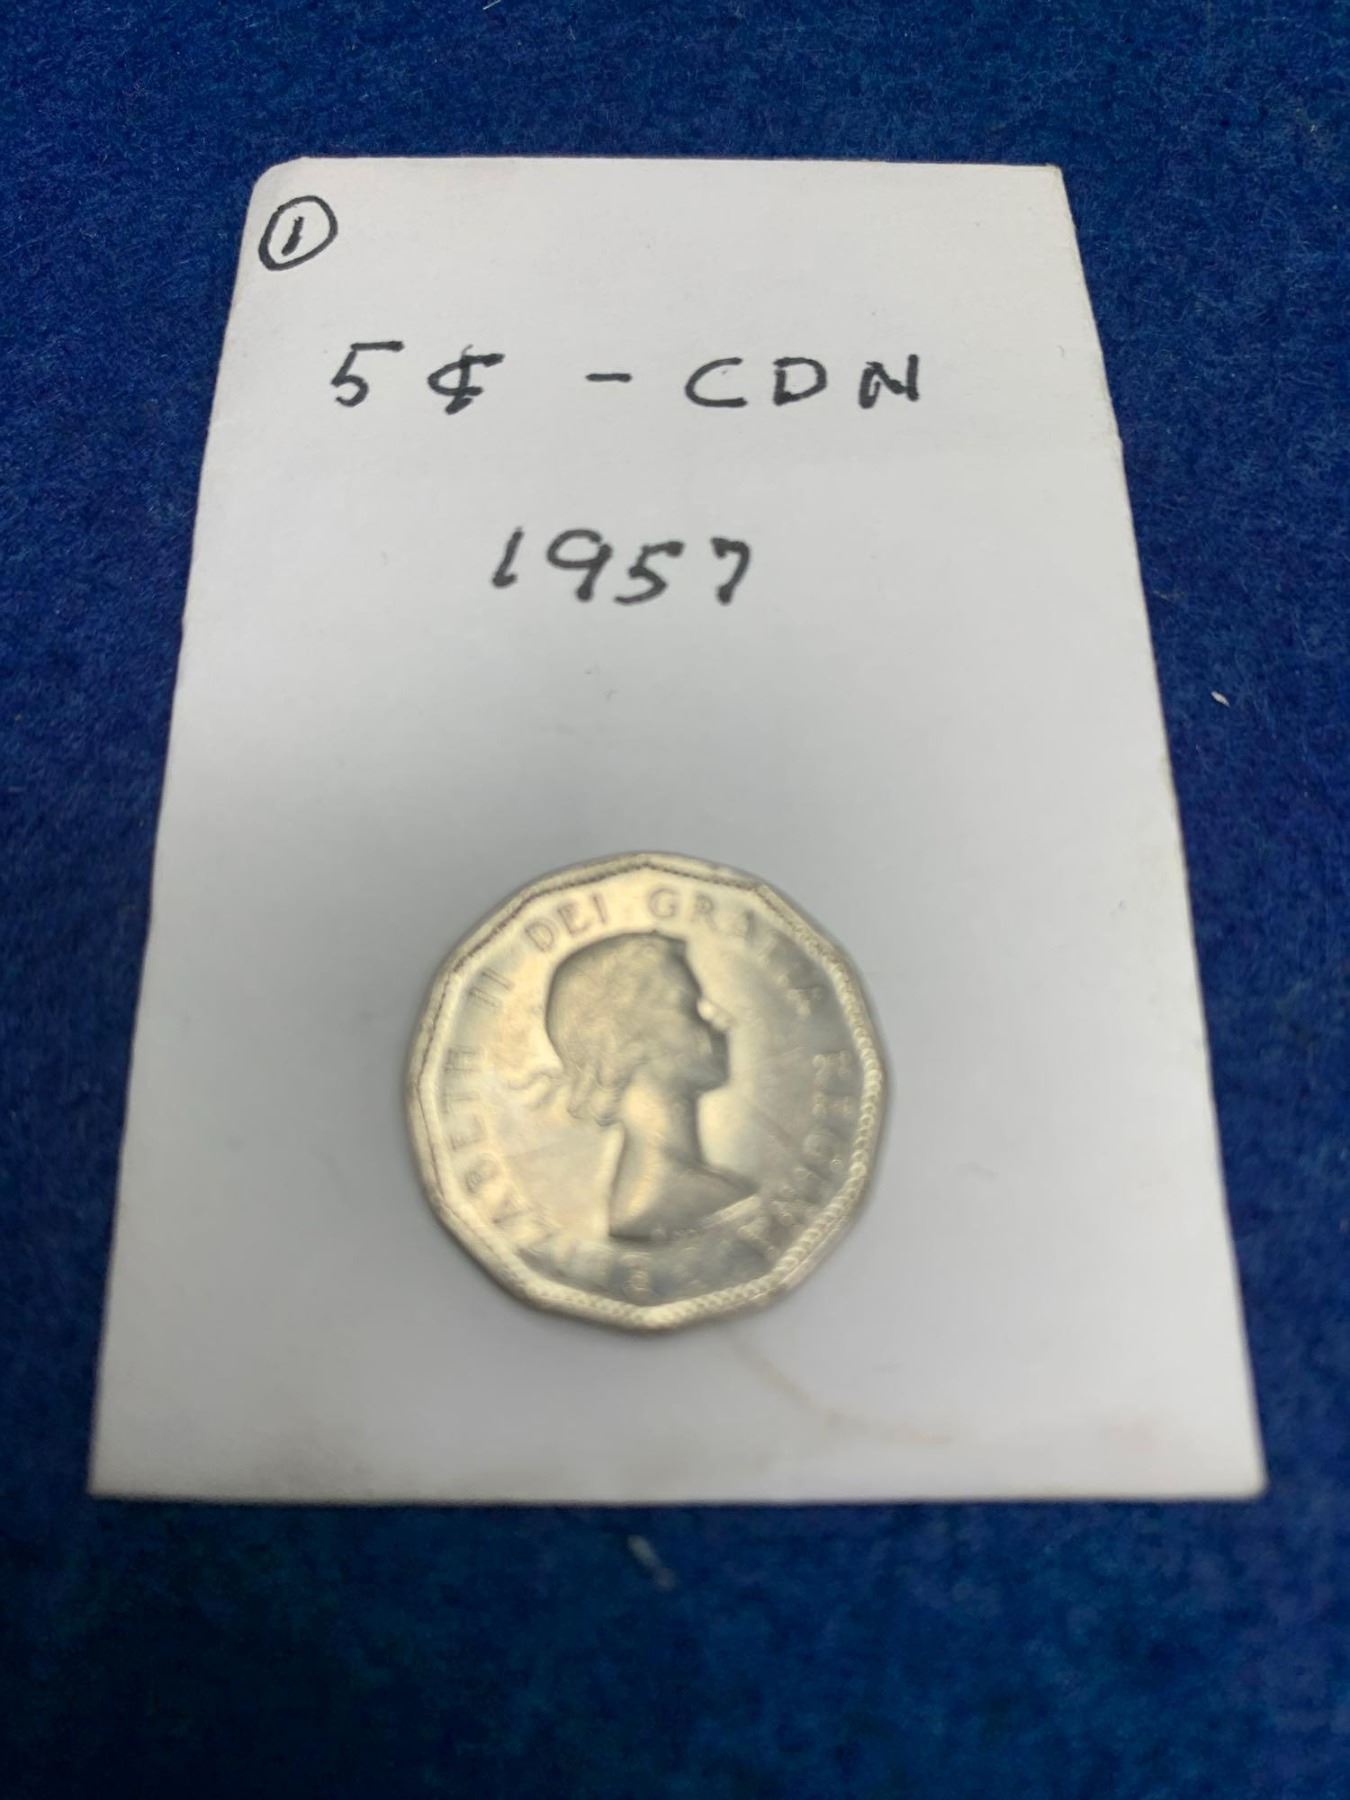 1
5¢ - CDN
1957
ELIZABETH II DEI GRATIA REGINA